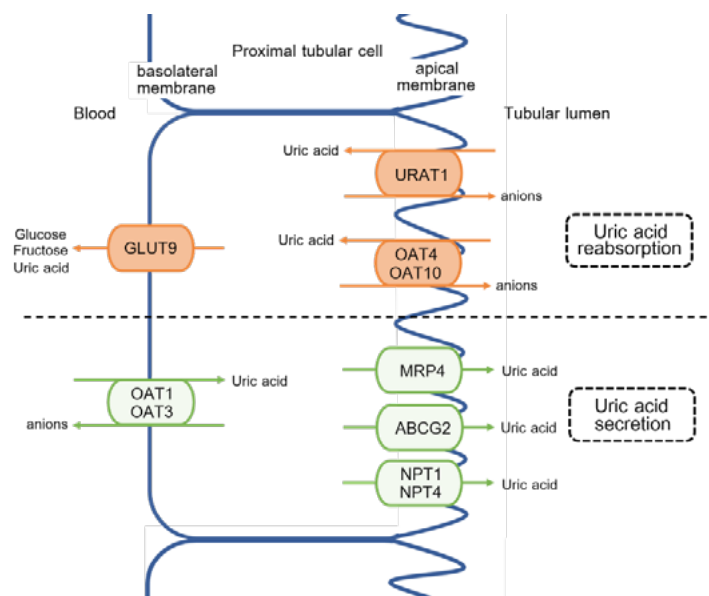 Proximal tubular cell
basolateral
membrane
apical
membrane
Blood
Tubular lumen
Uric acid
URAT1
anions
Glucose
Fructose
Uric acid
GLUT9
Uric acid
OAT4
OAT10
anions
Uric acid
reabsorption
OAT1
OAT3
Uric acid
anions
MRP4
Uric acid
ABCG2
Uric acid
NPT1
NPT4
Uric acid
Uric acid
secretion